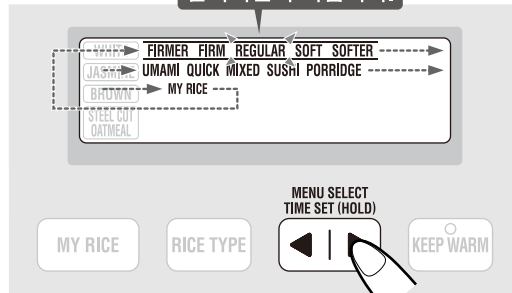 WHITE FIRMER FIRM REGULAR SOFT SOFTER
JASMINE UMAMI QUICK MIXED SUSHI PORRIDGE
BROWN MY RICE
STEEL CUT
OATMEAL
MENU SELECT
TIME SET (HOLD)
MY RICE RICE TYPE KEEP WARM